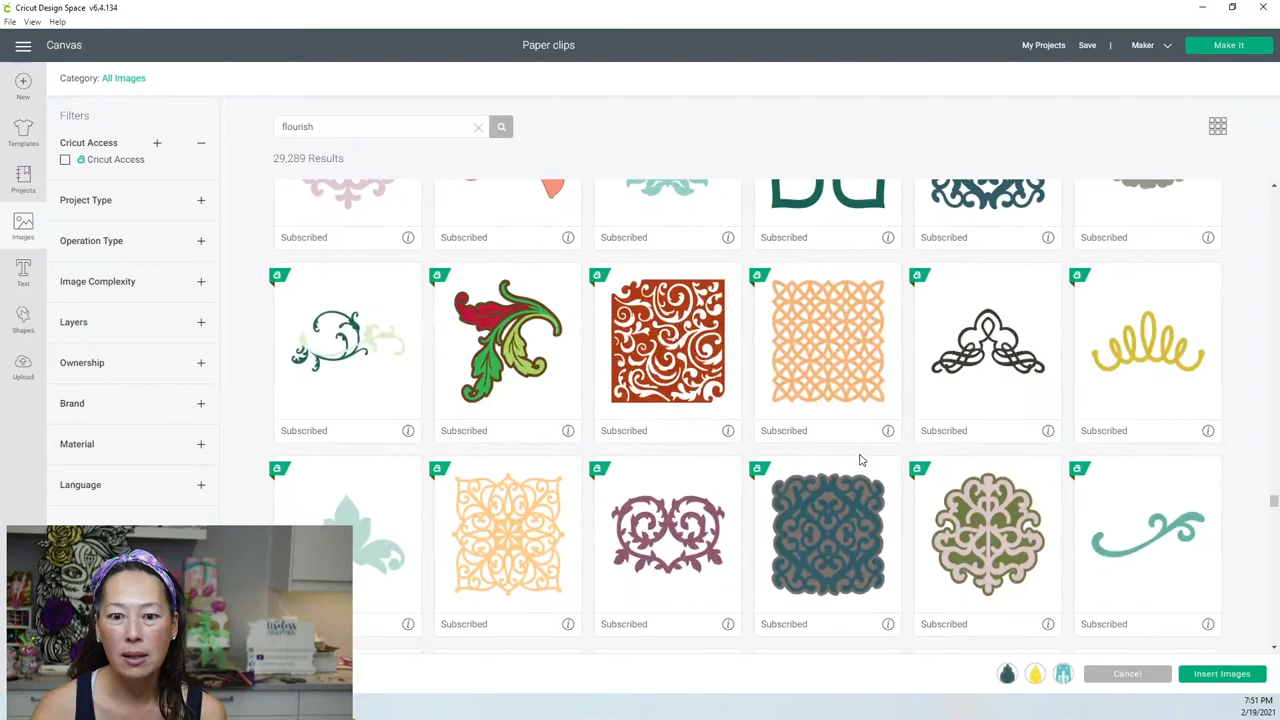 Cricut Design Space v6.4.134
File View Help
Canvas
Paper clips
My Projects Save | Maker Make It
New
Templates
Projects
Images
Text
Shapes
Upload
Category: All Images
Filters
Cricut Access
Cricut Access
Project Type
Operation Type
Image Complexity
Layers
Ownership
Brand
Material
Language
flourish
29,289 Results
Subscribed Subscribed Subscribed Subscribed Subscribed Subscribed
a a a a a a
Subscribed Subscribed Subscribed Subscribed Subscribed Subscribed
a a a a a a
Subscribed Subscribed Subscribed Subscribed Subscribed
Cancel Insert Images
7:51 PM
2/19/2021